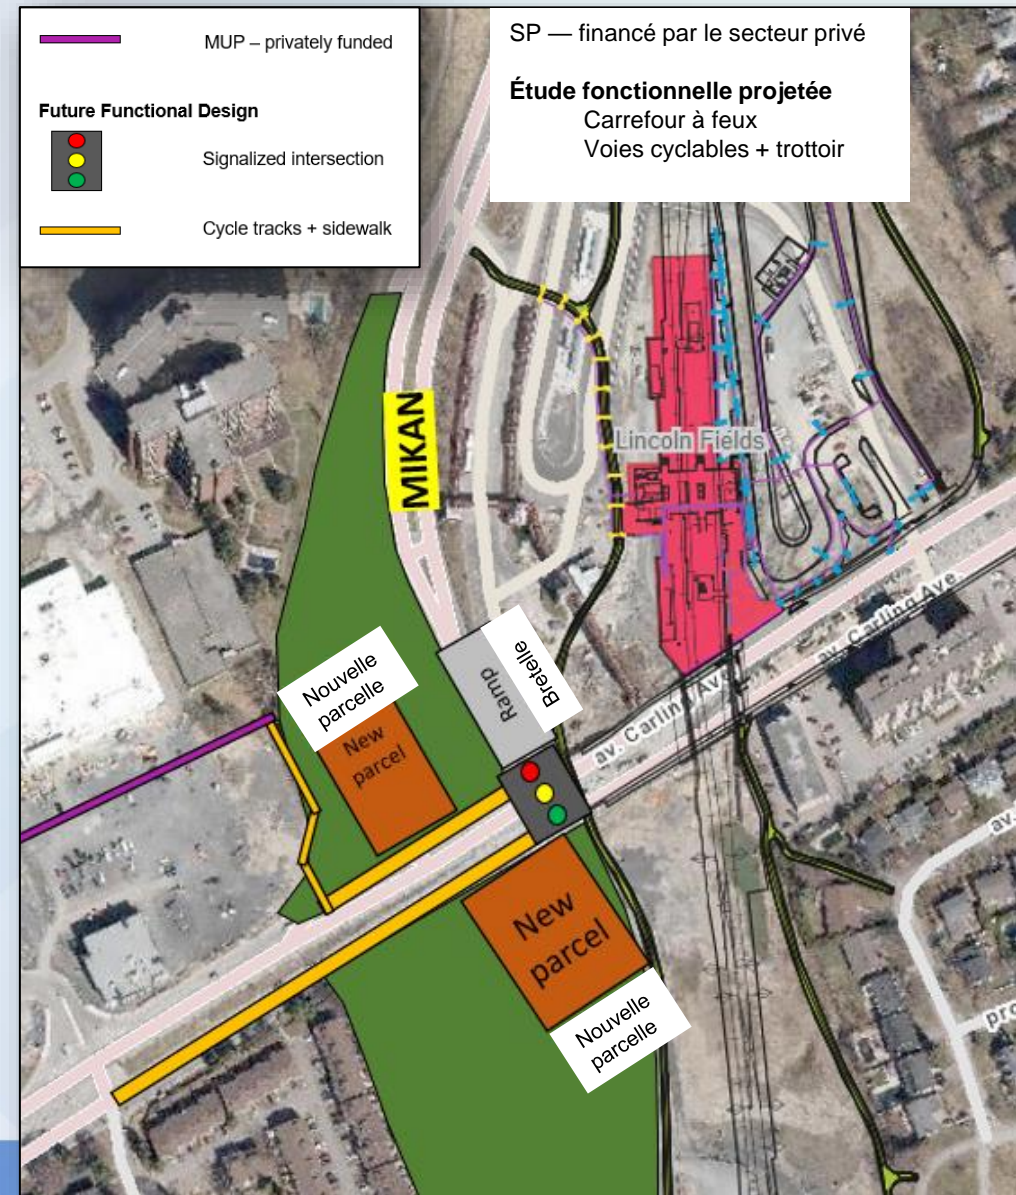 MUP – privately funded
Future Functional Design
Signalized intersection
Cycle tracks + sidewalk
SP — financé par le secteur privé
Étude fonctionnelle projetée
Carrefour à feux
Voies cyclables + trottoir
MIKAN
Lincoln Fields
av. Carling Ave
av. Carling Ave.
Ramp
Bretelle
Nouvelle
parcelle
New
parcel
New
parcel
Nouvelle
parcelle
av.
pro